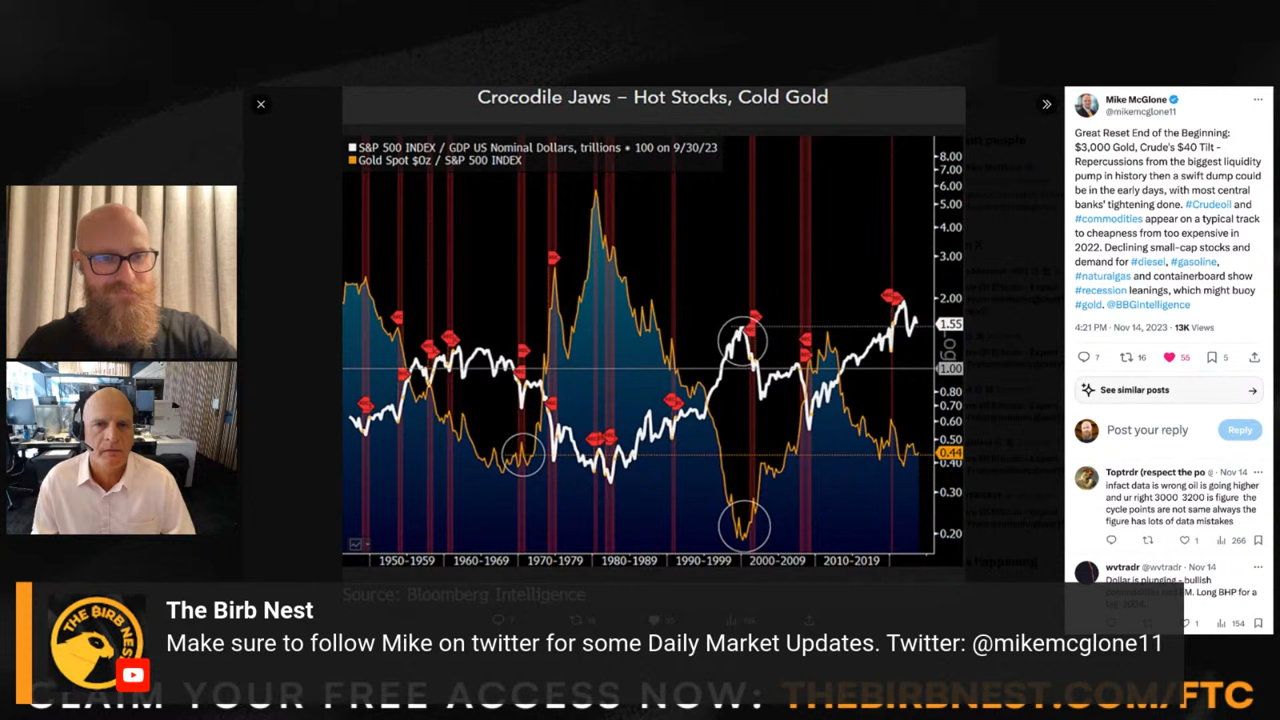 Crocodile Jaws – Hot Stocks, Cold Gold
S&P 500 INDEX / GDP US Nominal Dollars, trillions * 100 on 9/30/23
Gold Spot $Oz / S&P 500 INDEX
8.00
7.00
6.00
5.00
4.00
3.00
2.00
1.55
1.00
0.80
0.70
0.60
0.50
0.44
0.40
0.30
0.20
Log
1950-1959
1960-1969
1970-1979
1980-1989
1990-1999
2000-2009
2010-2019
Source: Bloomberg Intelligence
Mike McGlone
@mikemcglone11
Great Reset End of the Beginning:
$3,000 Gold, Crude's $40 Tilt -
Repercussions from the biggest liquidity
pump in history then a swift dump could
be in the early days, with most central
banks' tightening done. #Crudeoil and
#commodities appear on a typical track
to cheapness from too expensive in
2022. Declining small-cap stocks and
demand for #diesel, #gasoline,
#naturalgas and containerboard show
#recession leanings, which might buoy
#gold. @BBGIntelligence
4:21 PM · Nov 14, 2023 · 13K Views
7
16
55
5
See similar posts
Post your reply
Reply
Toptrdr (respect the po
· Nov 14
infact data is wrong oil is going higher
and ur right 3000 3200 is figure the
cycle points are not same always the
figure has lots of data mistakes
1
266
wvtradr @wvtradr · Nov 14
Dollar is plunging - bullish
Long BHP for a
1
154
THE BIRB NEST
The Birb Nest
Make sure to follow Mike on twitter for some Daily Market Updates. Twitter: @mikemcglone11
CLAIM YOUR FREE ACCESS NOW: THEBIRBNEST.COM/FTC